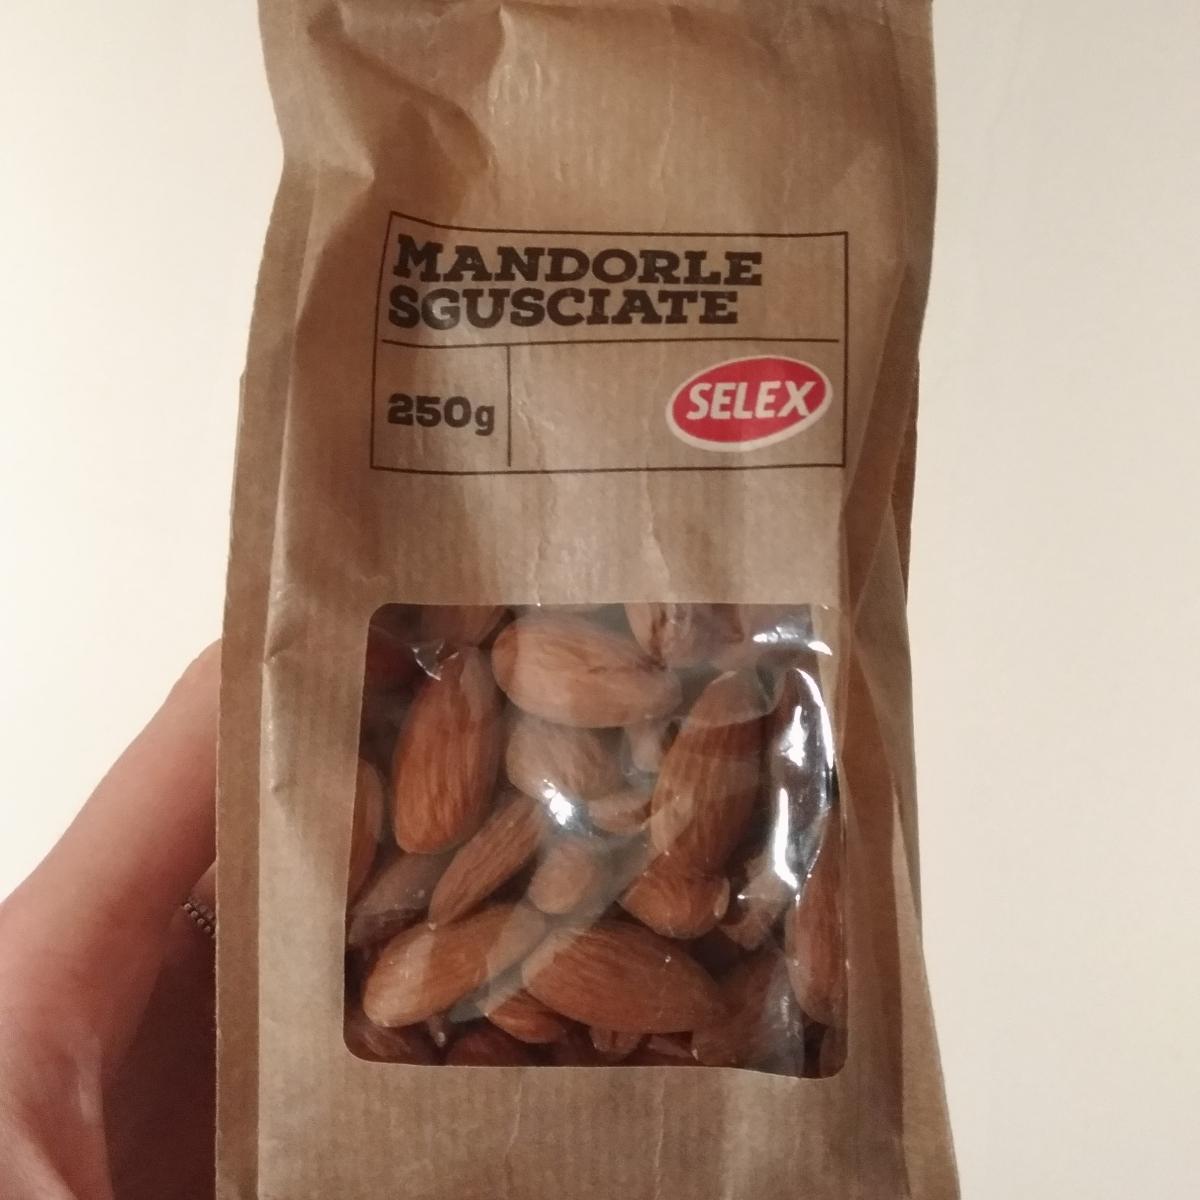 MANDORLE
SGUSCIATE
250g
SELEX